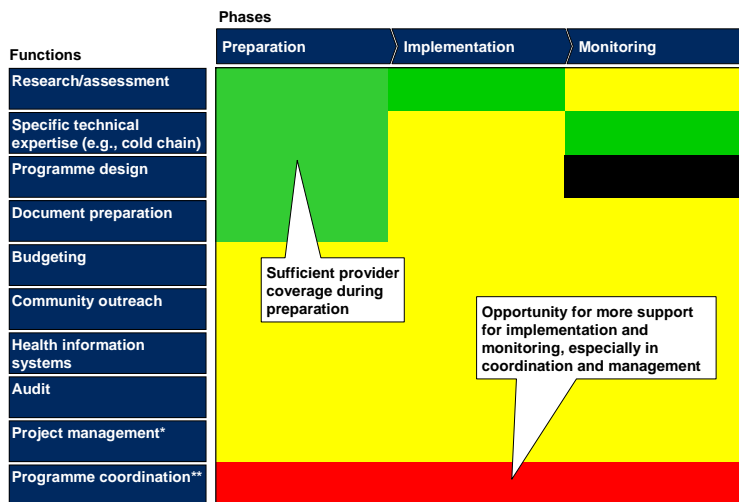 Phases
Functions
Preparation
Implementation
Monitoring
Research/assessment
Specific technical
expertise (e.g., cold chain)
Programme design
Document preparation
Budgeting
Community outreach
Health information
systems
Audit
Project management*
Programme coordination**
Sufficient provider
coverage during
preparation
Opportunity for more support
for implementation and
monitoring, especially in
coordination and management